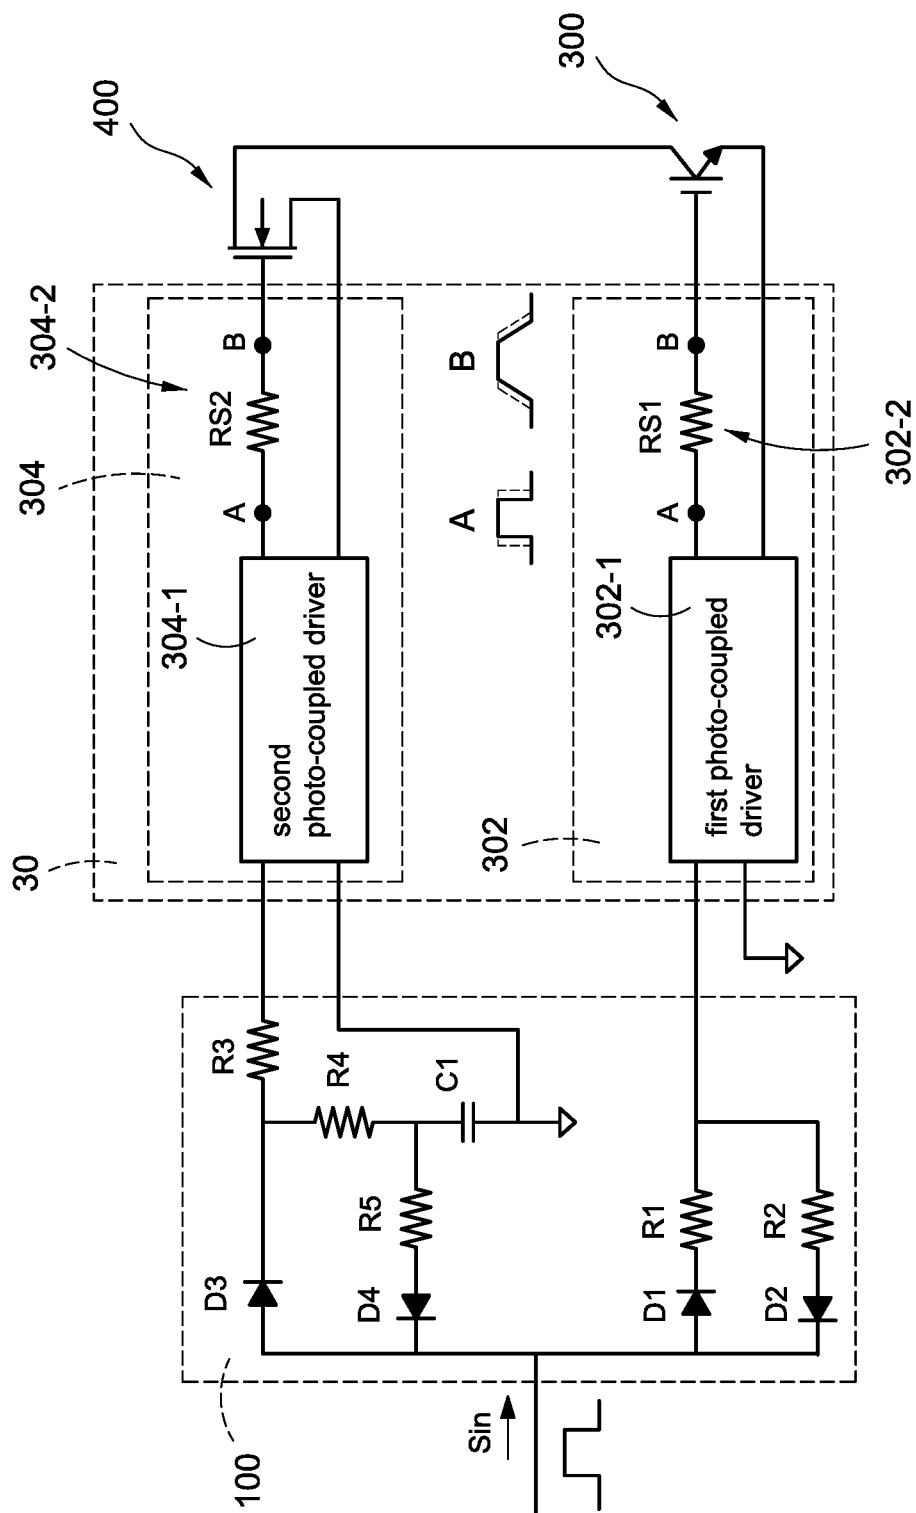 400
300
304-2
B
RS2
A
304
304-1
second
photo-coupled driver
30
B
A
B
RS1
A
302-2
302-1
first photo-coupled
driver
302
R3
R4
C1
R5
D3
D4
R1
R2
D1
D2
100
Sin